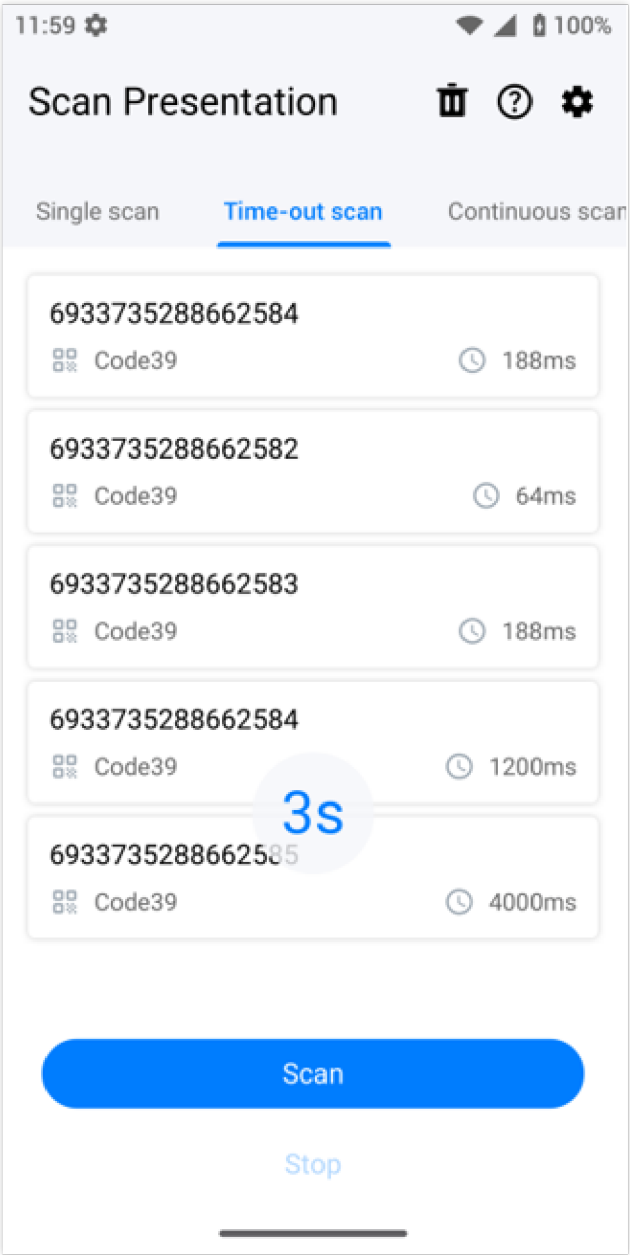 11:59 100%
Scan Presentation
Single scan Time-out scan Continuous scan
6933735288662584
Code39 188ms
6933735288662582
Code39 64ms
6933735288662583
Code39 188ms
6933735288662584
Code39 1200ms
3s
6933735288662585
Code39 4000ms
Scan
Stop